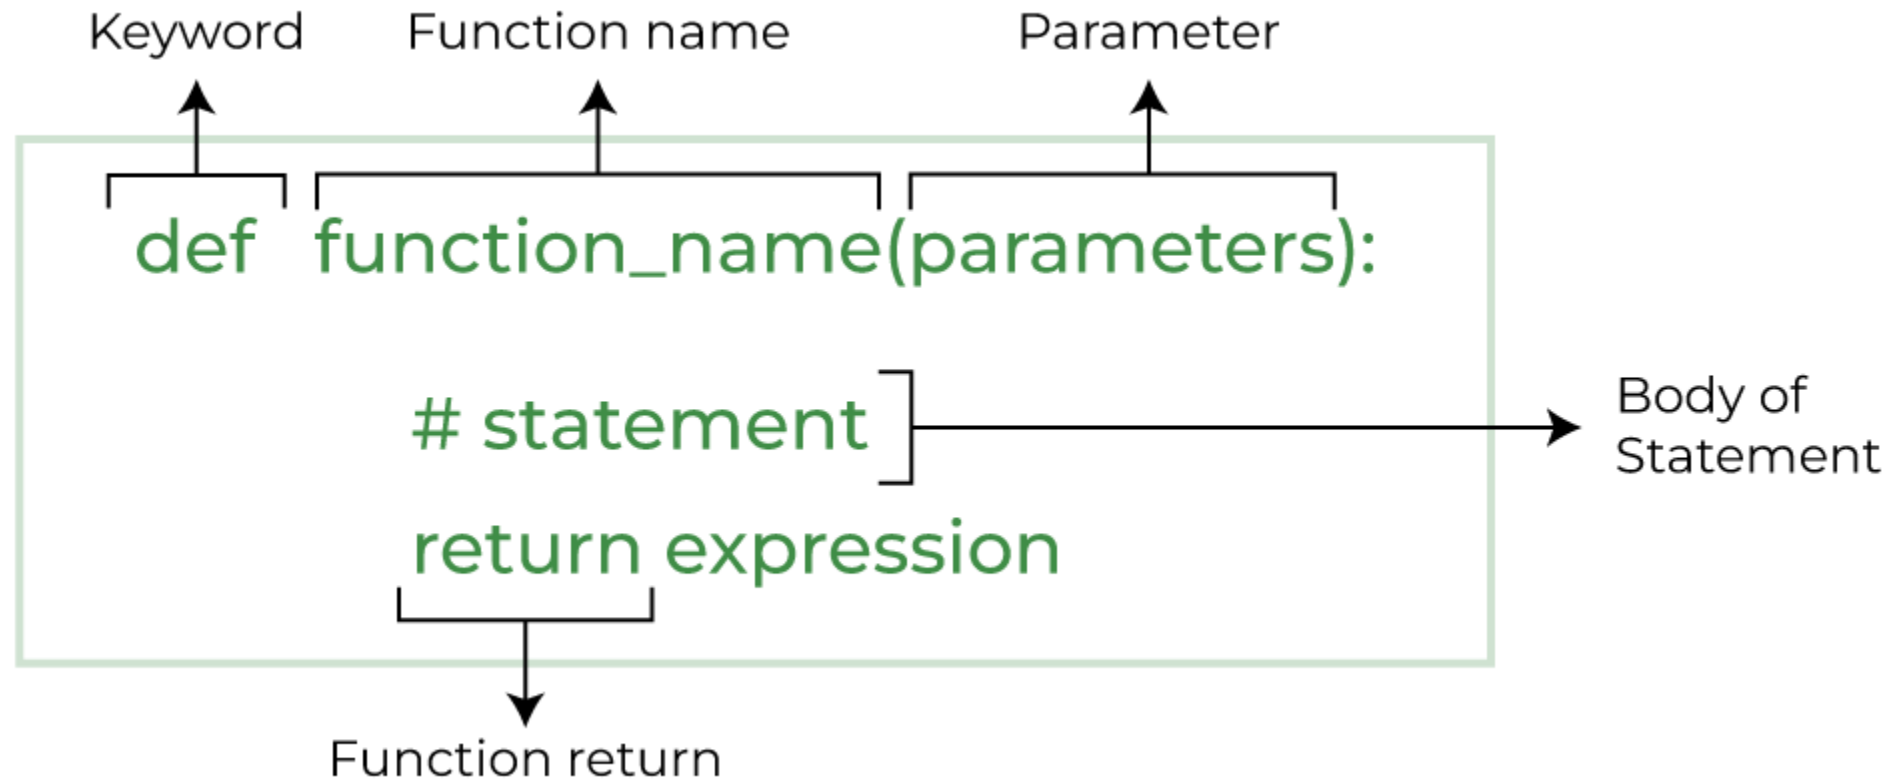 Keyword Function name Parameter
def function_name(parameters):
# statement
Body of
Statement
return expression
Function return